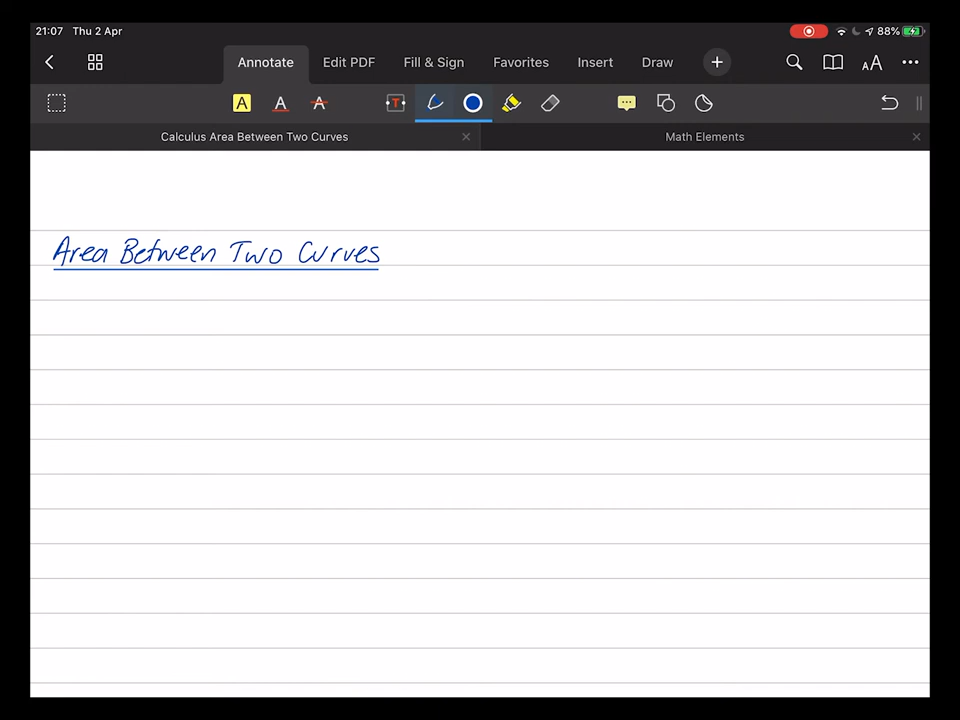 21:07 Thu 2 Apr 88%
Annotate Edit PDF Fill & Sign Favorites Insert Draw
Calculus Area Between Two Curves Math Elements
Area Between Two Curves